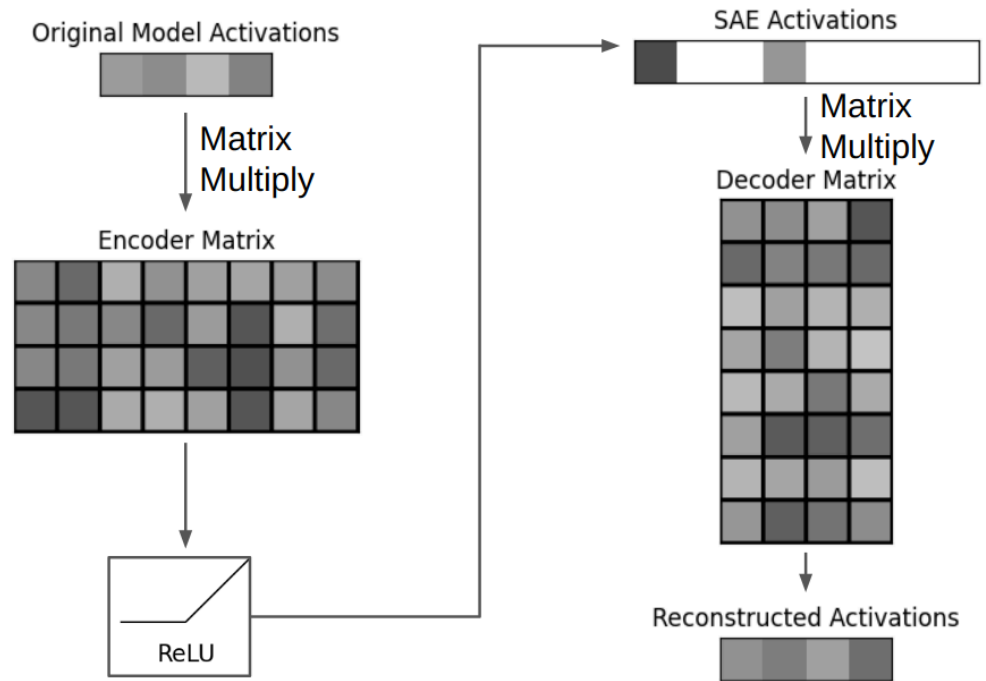 Original Model Activations
Matrix
Multiply
Encoder Matrix
ReLU
SAE Activations
Matrix
Multiply
Decoder Matrix
Reconstructed Activations